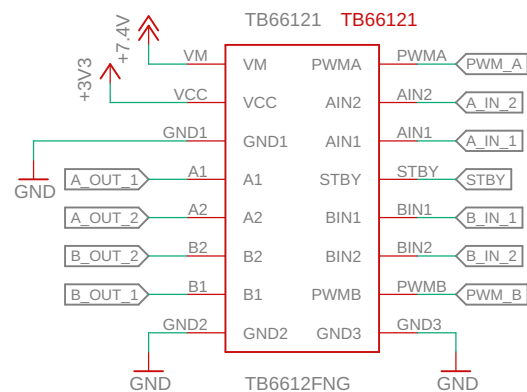 TB66121 TB66121
+7.4V
+3V3
VM VM PWMA PWMA PWM_A
VCC VCC AIN2 AIN2 A_IN_2
GND1 GND1 AIN1 AIN1 A_IN_1
GND
A_OUT_1 A1 A1 STBY STBY STBY
A_OUT_2 A2 A2 BIN1 BIN1 B_IN_1
B_OUT_2 B2 B2 BIN2 BIN2 B_IN_2
B_OUT_1 B1 B1 PWMB PWMB PWM_B
GND2 GND2 GND3 GND3
GND TB6612FNG GND